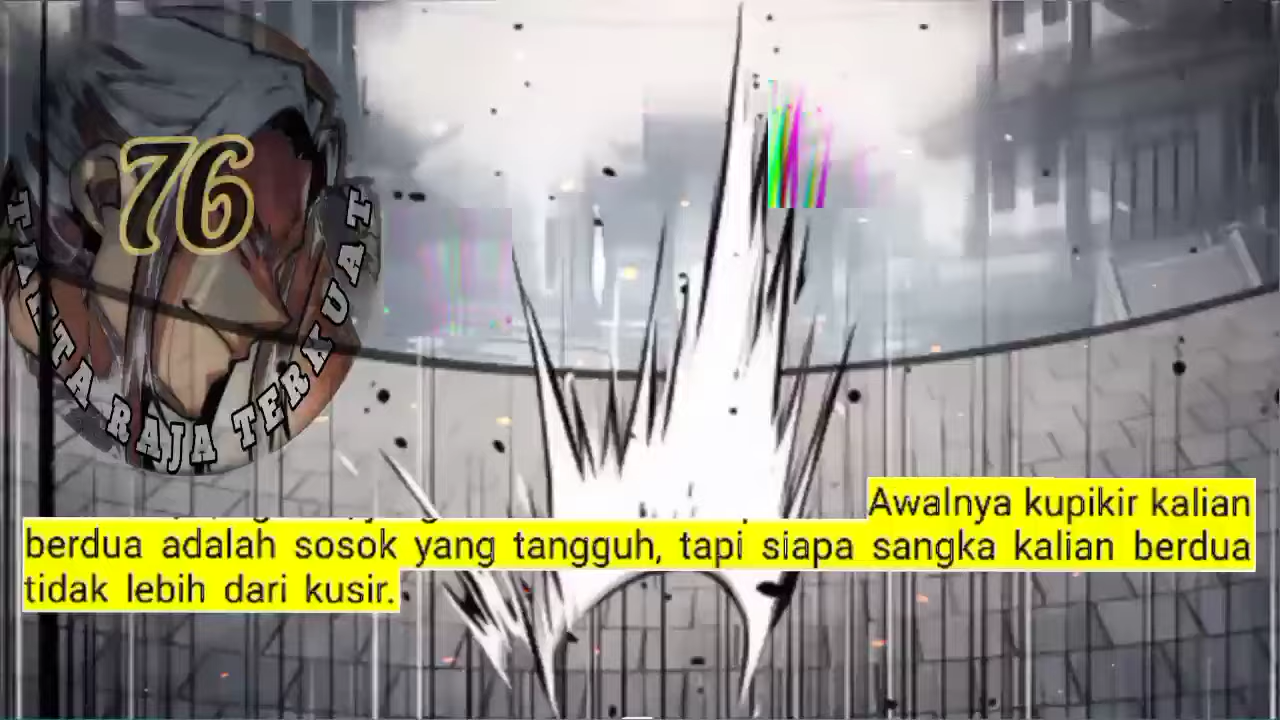 76
TAHTA RAJA TERKUAT
Awalnya kupikir kalian
berdua adalah sosok yang tangguh, tapi siapa sangka kalian berdua
tidak lebih dari kusir.